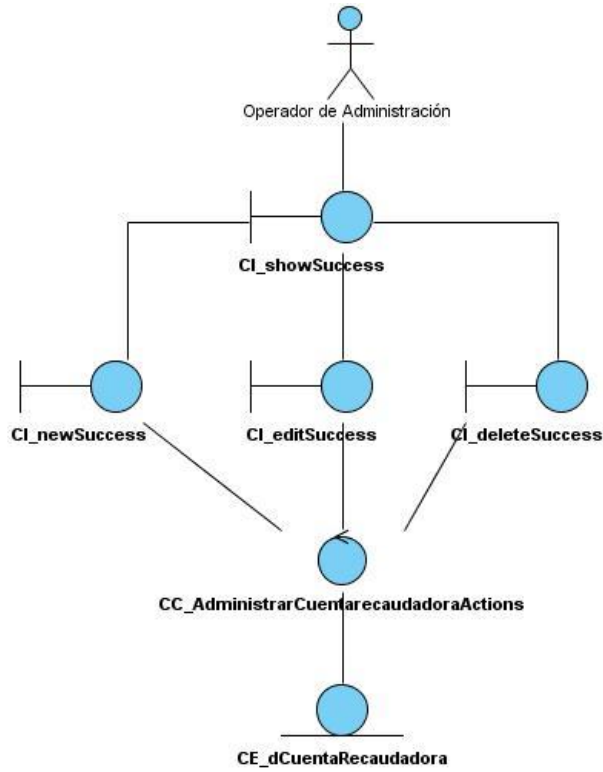 Operador de Administración
CI_showSuccess
CI_newSuccess
CI_editSuccess
CI_deleteSuccess
CC_AdministrarCuentarecaudadoraActions
CE_dCuentaRecaudadora